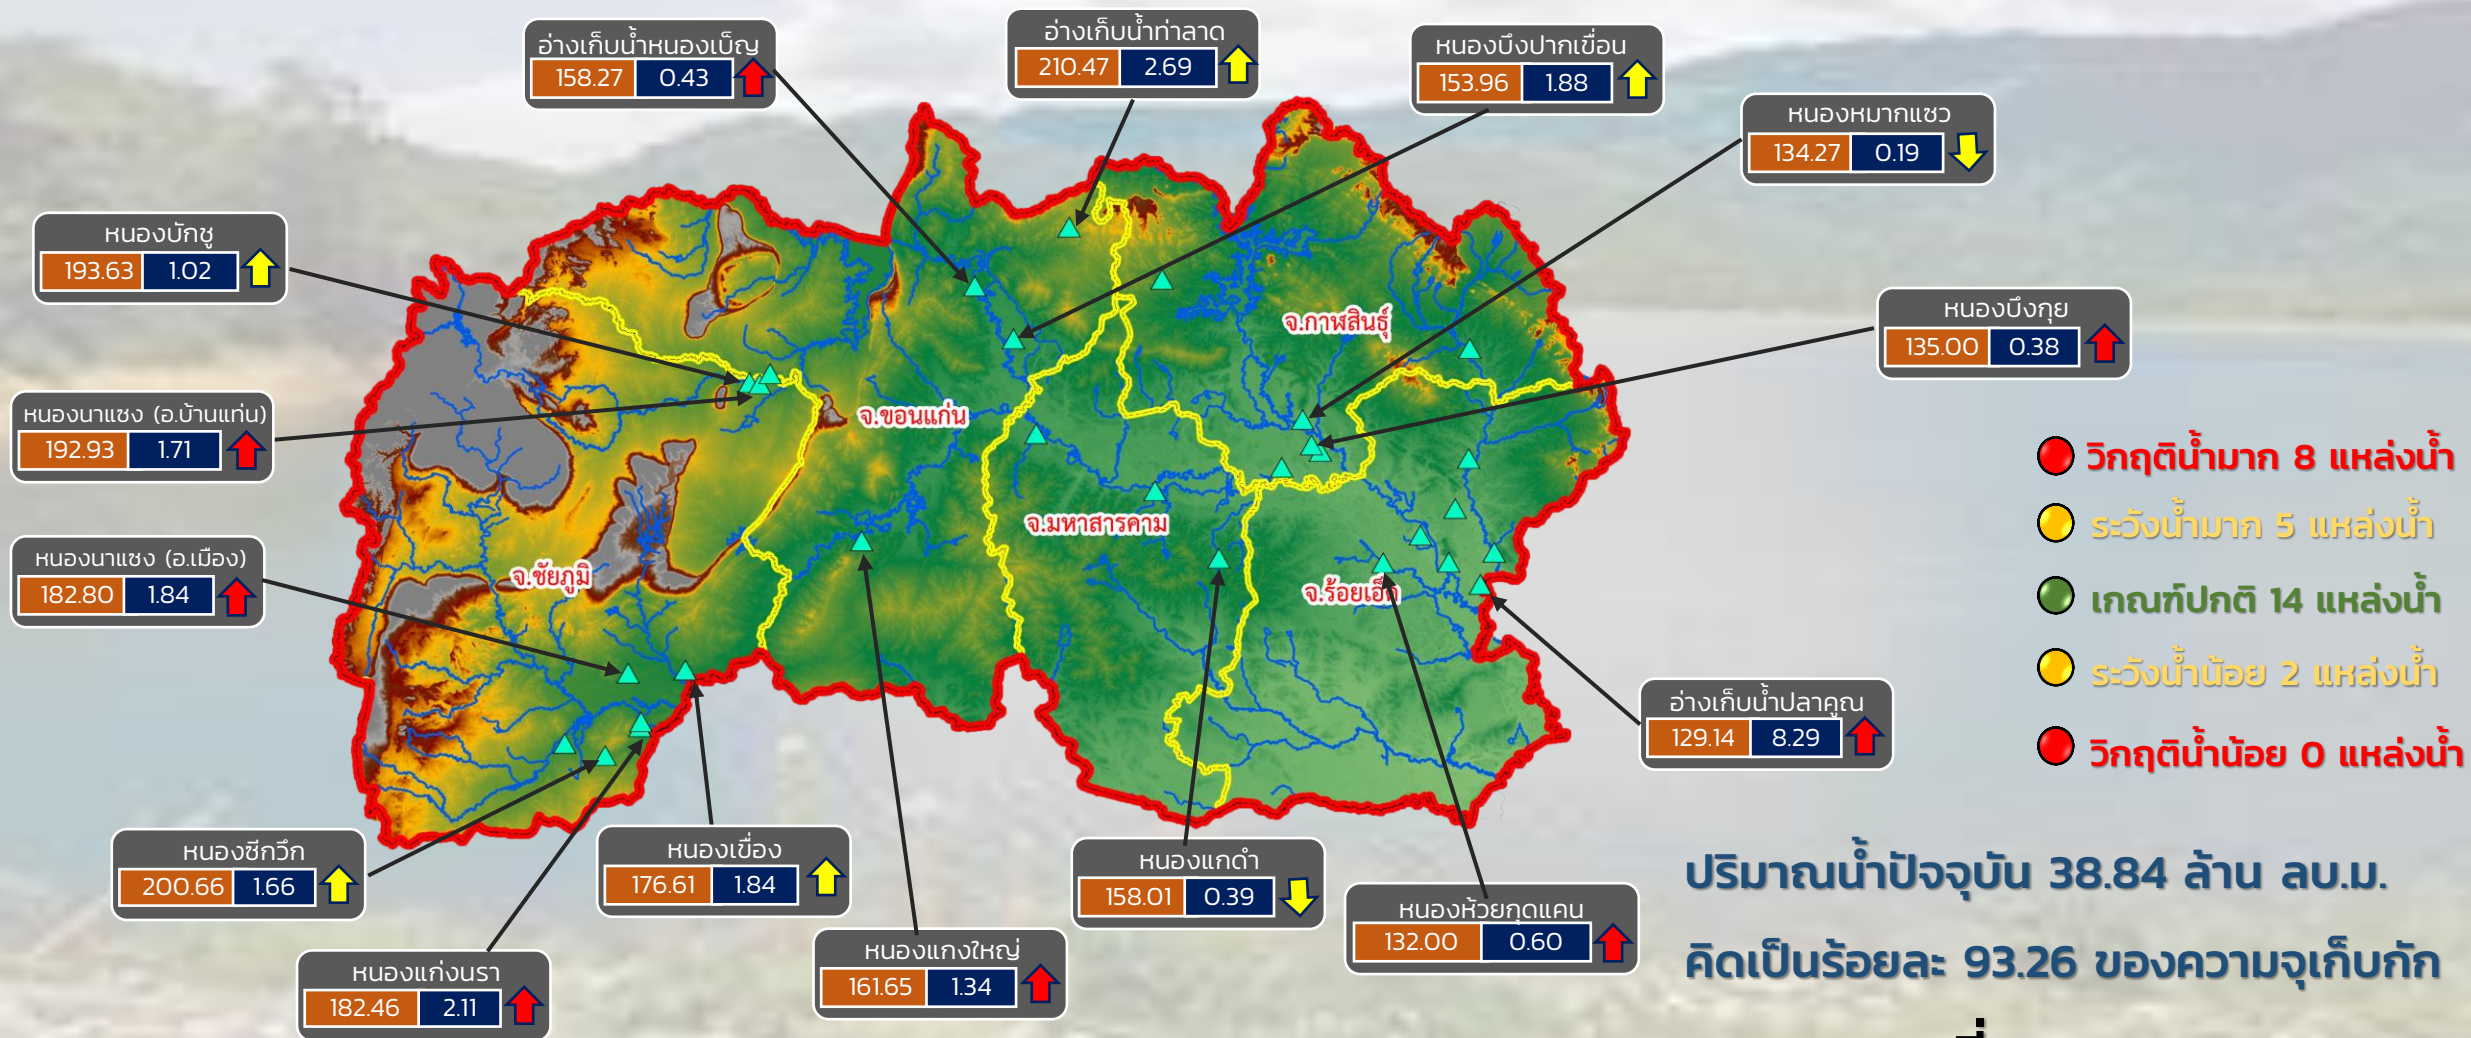 อ่างเก็บน้ำหนองเบ็ญ
158.27 0.43
อ่างเก็บน้ำท่าลาด
210.47 2.69
หนองบึงปากเขื่อน
153.96 1.88
หนองหมากแซว
134.27 0.19
หนองบักชู
193.63 1.02
หนองบึงกุย
135.00 0.38
หนองนาแซง (อ.บ้านแท่น)
192.93 1.71
หนองนาแซง (อ.เมือง)
182.80 1.84
จ.กาฬสินธุ์
จ.ขอนแก่น
จ.มหาสารคาม
จ.ชัยภูมิ
จ.ร้อยเอ็ด
วิกฤติน้ำมาก 8 แหล่งน้ำ
ระวังน้ำมาก 5 แหล่งน้ำ
เกณฑ์ปกติ 14 แหล่งน้ำ
ระวังน้ำน้อย 2 แหล่งน้ำ
วิกฤติน้ำน้อย 0 แหล่งน้ำ
อ่างเก็บน้ำปลาคูณ
129.14 8.29
หนองซีกวึก
200.66 1.66
หนองเขื่อง
176.61 1.84
หนองแกดำ
158.01 0.39
หนองห้วยกุดแคน
132.00 0.60
หนองแก่งนรา
182.46 2.11
หนองแกงใหญ่
161.65 1.34
ปริมาณน้ำปัจจุบัน 38.84 ล้าน ลบ.ม.
คิดเป็นร้อยละ 93.26 ของความจุเก็บกัก